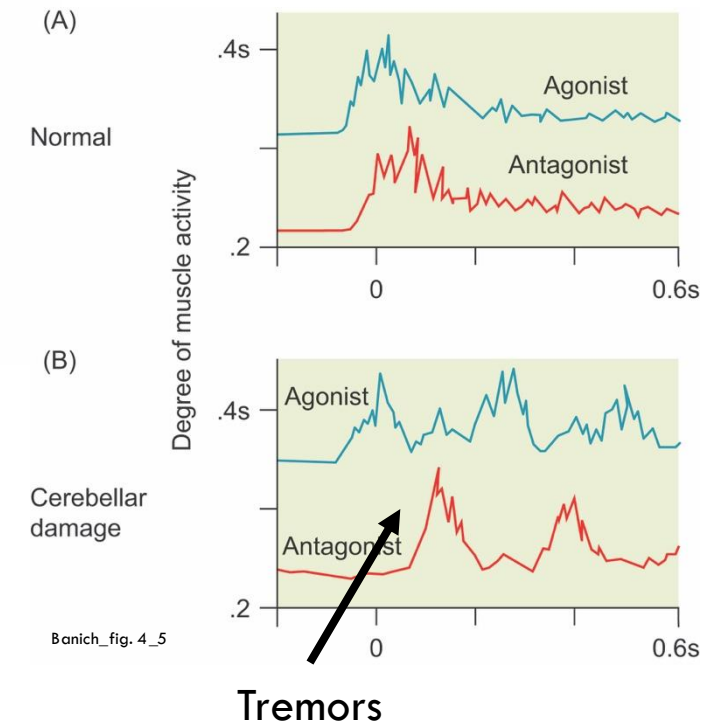 (A)
Normal
Degree of muscle activity
.4s
Agonist
Antagonist
.2
0
0.6s
(B)
Cerebellar
damage
Agonist
.4s
Antagonist
.2
0
0.6s
Banich_fig. 4_5
Tremors